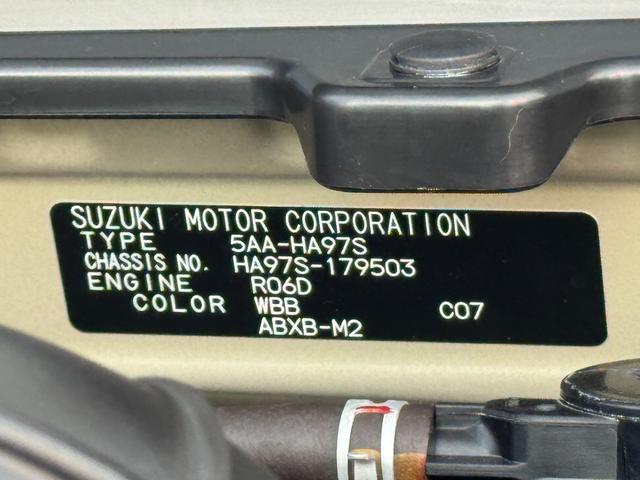 SUZUKI MOTOR CORPORATION
TYPE 5AA-HA97S
CHASSIS NO. HA97S-179503
ENGINE R06D
COLOR WBB C07
ABXB-M2